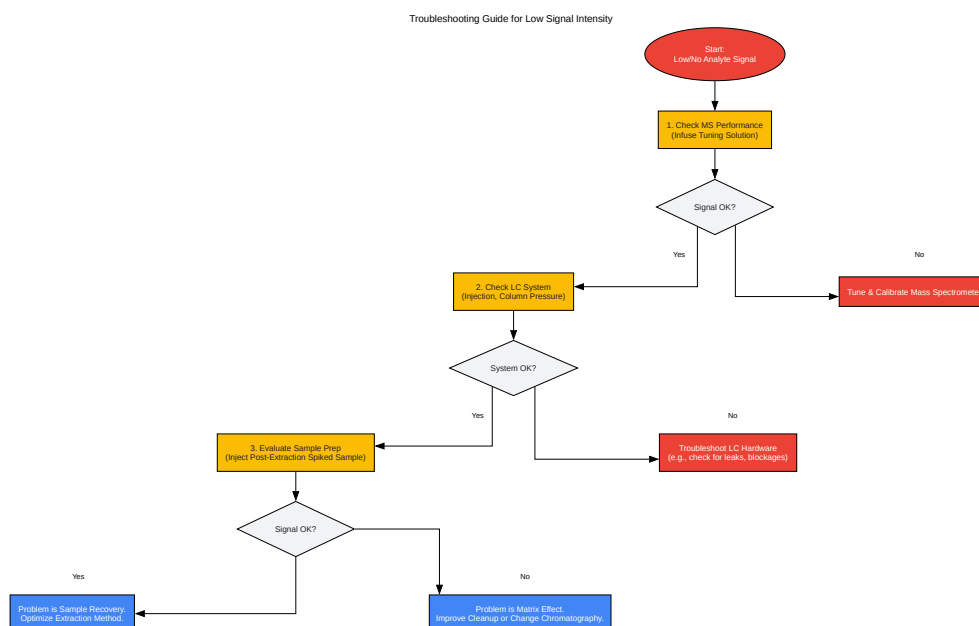 Troubleshooting Guide for Low Signal Intensity
Start:
Low/No Analyte Signal
1. Check MS Performance
(Infuse Tuning Solution)
Signal OK?
Yes
No
2. Check LC System
(Injection, Column Pressure)
Tune & Calibrate Mass Spectromete
System OK?
Yes
No
3. Evaluate Sample Prep
(Inject Post-Extraction Spiked Sample)
Troubleshoot LC Hardware
(e.g., check for leaks, blockages)
Signal OK?
Yes
No
Problem is Sample Recovery.
Optimize Extraction Method.
Problem is Matrix Effect.
Improve Cleanup or Change Chromatography.